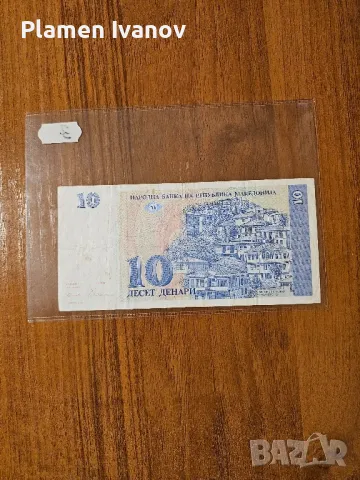 Plamen Ivanov
10
НАРОДНА БАНКА НА РЕПУБЛИКА МАКЕДОНИЈА
10
10
ДЕСЕТ ДЕНАРИ
BAZAR